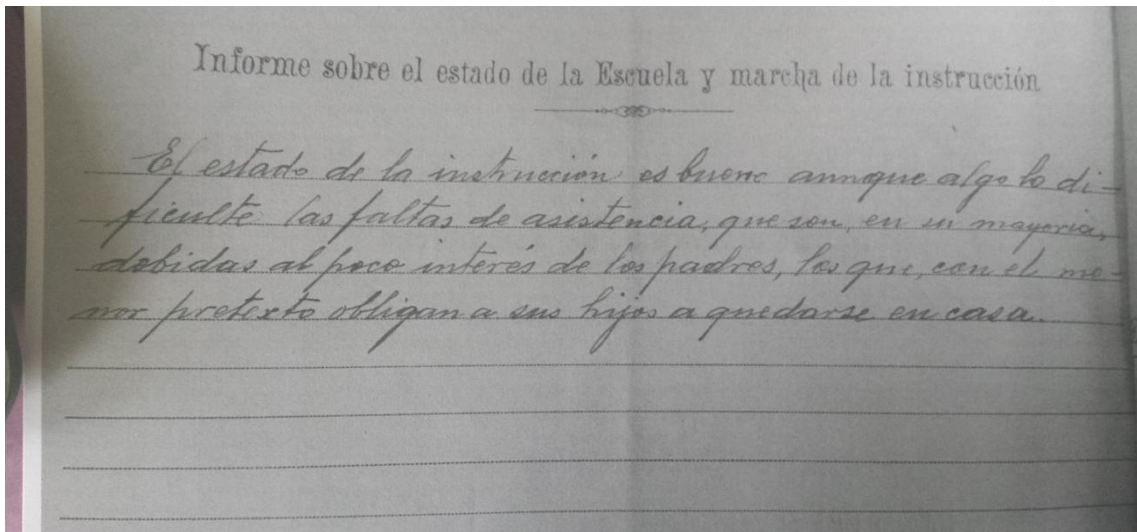 Informe sobre el estado de la Escuela y marcha de la instrucción
El estado de la instrucción es bueno aunque algo lo di-
ficulte las faltas de asistencia, que son, en su mayoría,
debidas al poco interés de los padres, los que, con el me-
nor pretexto obligan a sus hijos a quedarse en casa.